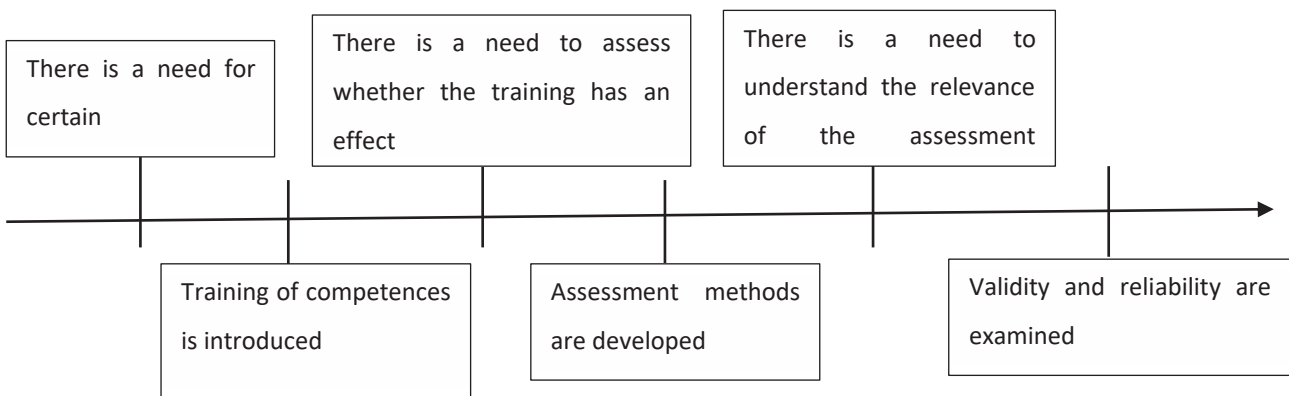 There is a need for
certain
There is a need to assess
whether the training has an
effect
There is a need to
understand the relevance
of the assessment
Training of competences
is introduced
Assessment methods
are developed
Validity and reliability are
examined